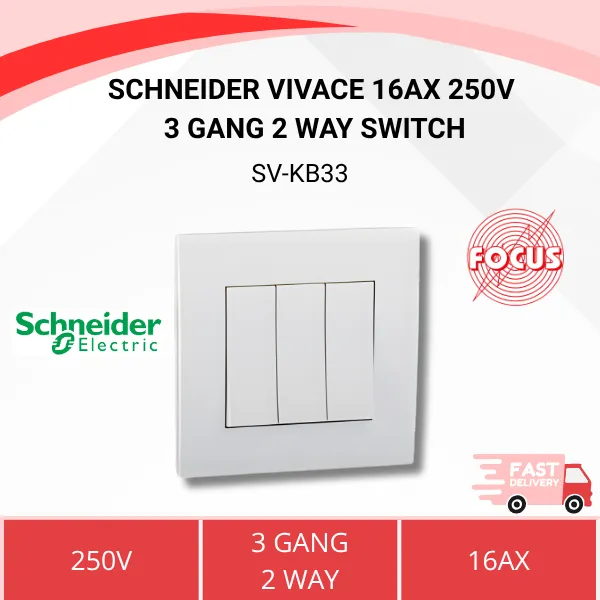 SCHNEIDER VIVACE 16AX 250V
3 GANG 2 WAY SWITCH
SV-KB33
FOCUS
Schneider
Electric
FAST
DELIVERY
250V
3 GANG
2 WAY
16AX